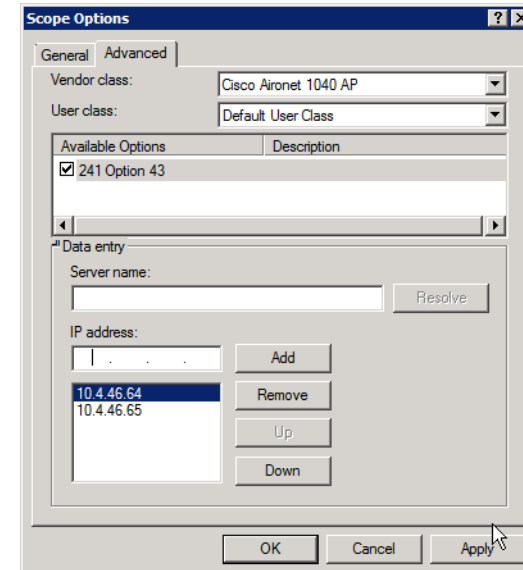 Scope Options
General Advanced
Vendor class: Cisco Aironet 1040 AP
User class: Default User Class
Available Options Description
241 Option 43
Data entry
Server name:
Resolve
IP address:
. . . Add
10.4.46.64 Remove
10.4.46.65
Up
Down
OK Cancel Apply